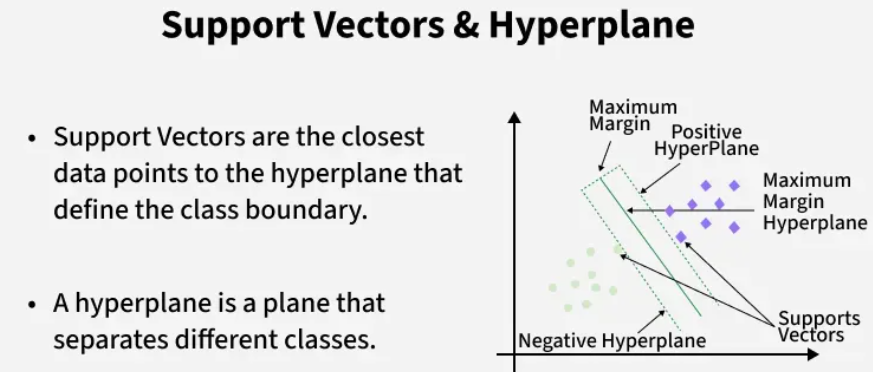 Support Vectors & Hyperplane
• Support Vectors are the closest
data points to the hyperplane that
define the class boundary.
• A hyperplane is a plane that
separates different classes.
Maximum
Margin
Positive
HyperPlane
Maximum
Margin
Hyperplane
Supports
Vectors
Negative Hyperplane